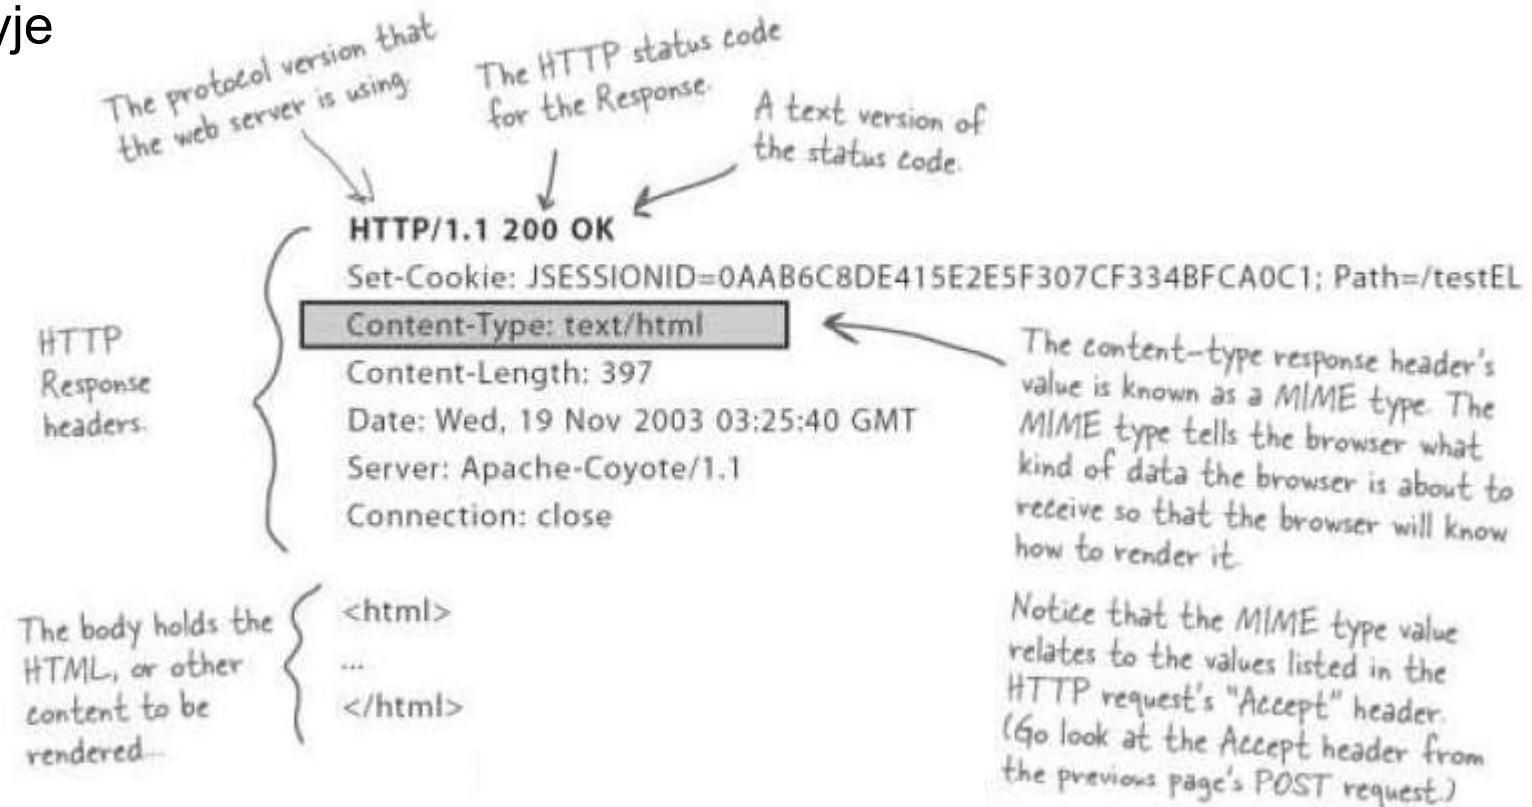 The protocol version that
the web server is using.
The HTTP status code
for the Response.
A text version of
the status code.
HTTP/1.1 200 OK
Set-Cookie: JSESSIONID=0AAB6C8DE415E2E5F307CF334BFCA0C1; Path=/testEL
Content-Type: text/html
Content-Length: 397
Date: Wed, 19 Nov 2003 03:25:40 GMT
Server: Apache-Coyote/1.1
Connection: close
HTTP
Response
headers.
The content-type response header's
value is known as a MIME type. The
MIME type tells the browser what
kind of data the browser is about to
receive so that the browser will know
how to render it.
Notice that the MIME type value
relates to the values listed in the
HTTP request's "Accept" header.
(Go look at the Accept header from
the previous page's POST request.)
The body holds the
HTML, or other
content to be
rendered...
<html>
...
</html>